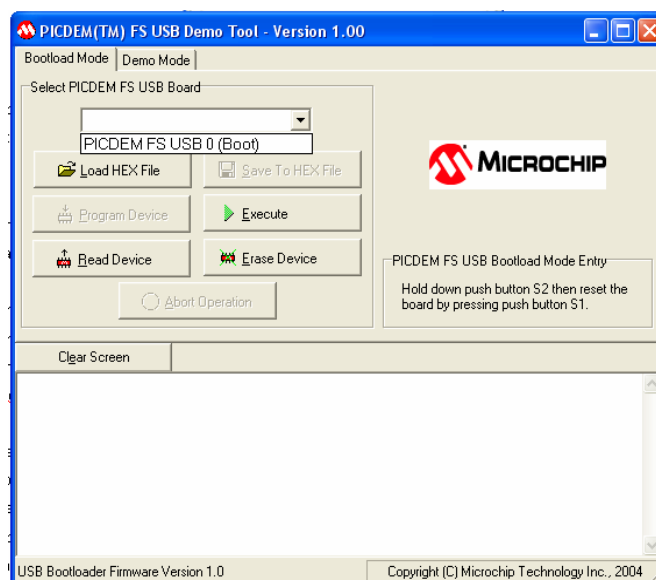 PICDEM(TM) FS USB Demo Tool - Version 1.00
Bootload Mode
Demo Mode
Select PICDEM FS USB Board
PICDEM FS USB 0 (Boot)
Load HEX File
Save To HEX File
Program Device
Execute
Read Device
Erase Device
Abort Operation
MICROCHIP
PICDEM FS USB Bootload Mode Entry
Hold down push button S2 then reset the
board by pressing push button S1.
Clear Screen
USB Bootloader Firmware Version 1.0
Copyright (C) Microchip Technology Inc., 2004